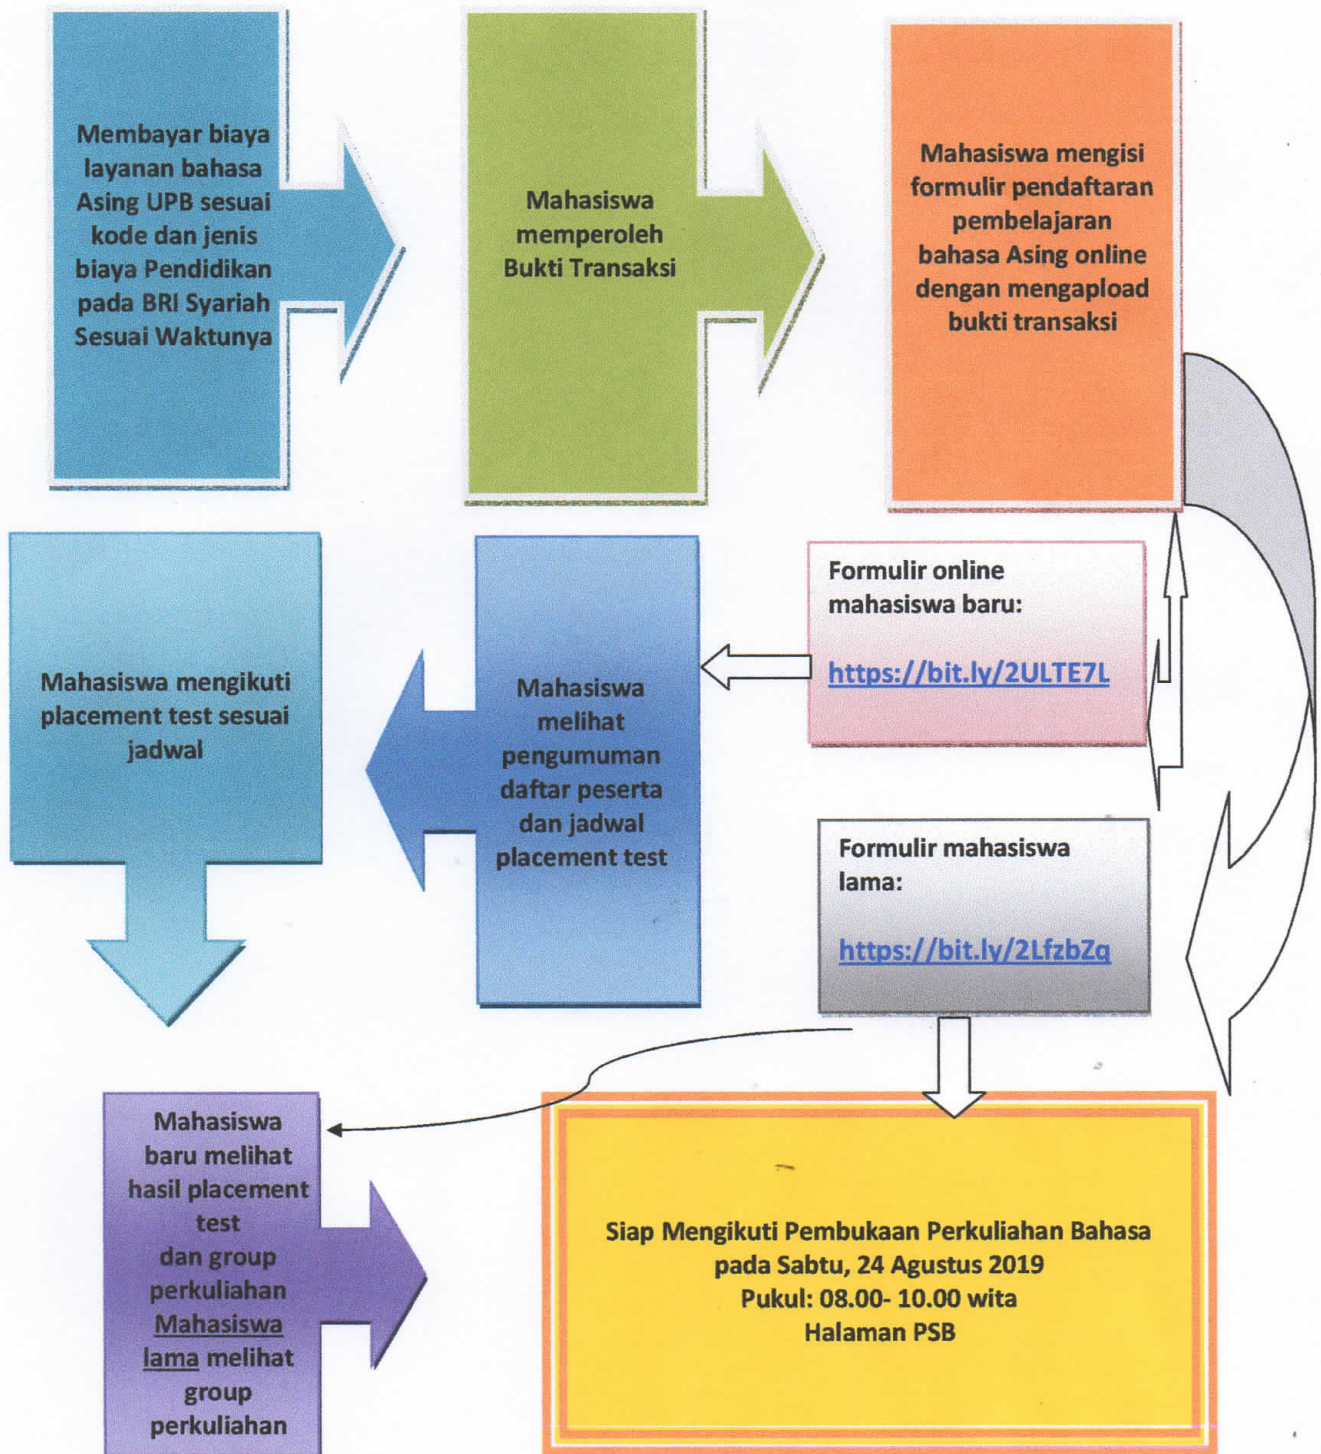 Membayar biaya
layanan bahasa
Asing UPB sesuai
kode dan jenis
biaya Pendidikan
pada BRI Syariah
Sesuai Waktunya
Mahasiswa
memperoleh
Bukti Transaksi
Mahasiswa mengisi
formulir pendaftaran
pembelajaran
bahasa Asing online
dengan mengapload
bukti transaksi
Formulir online
mahasiswa baru:
https://bit.ly/2ULTE7L
Formulir mahasiswa
lama:
https://bit.ly/2LfzbZq
Mahasiswa
melihat
pengumuman
daftar peserta
dan jadwal
placement test
Mahasiswa mengikuti
placement test sesuai
jadwal
Mahasiswa
baru melihat
hasil placement
test
dan group
perkuliahan
Mahasiswa
lama melihat
group
perkuliahan
Siap Mengikuti Pembukaan Perkuliahan Bahasa
pada Sabtu, 24 Agustus 2019
Pukul: 08.00- 10.00 wita
Halaman PSB